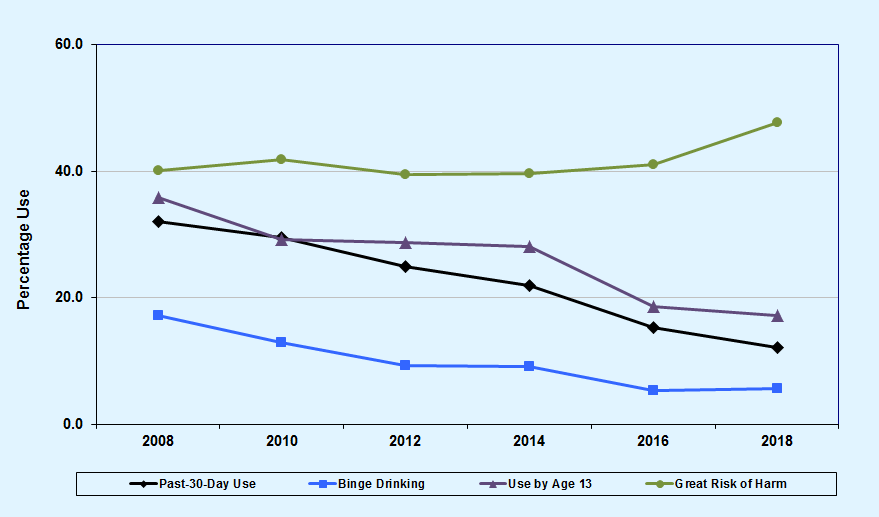 60.0
40.0
20.0
0.0
Percentage Use
2008 2010 2012 2014 2016 2018
Past-30-Day Use Binge Drinking Use by Age 13 Great Risk of Harm